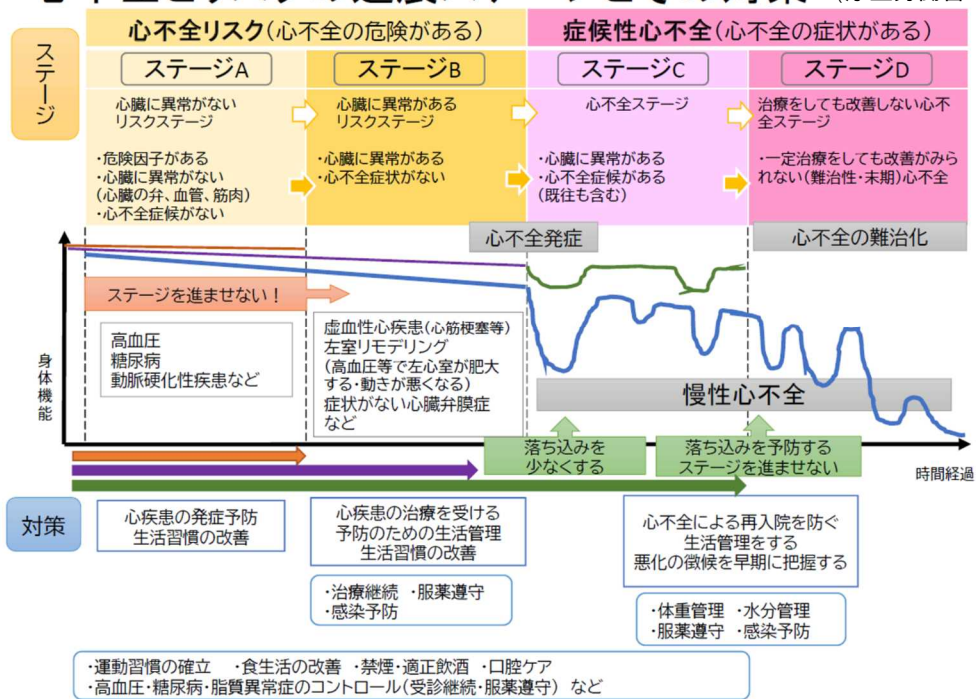 心不全リスク(心不全の危険がある)
症候性心不全(心不全の症状がある)
ステージ
ステージA
ステージB
ステージC
ステージD
心臓に異常がない
リスクステージ
・危険因子がある
・心臓に異常がない
(心臓の弁、血管、筋肉)
・心不全症候がない
心臓に異常がある
リスクステージ
・心臓に異常がある
・心不全症状がない
心不全ステージ
・心臓に異常がある
・心不全症候がある
(既往も含む)
治療をしても改善しない心不
全ステージ
・一定治療をしても改善がみら
れない(難治性・末期)心不全
心不全発症
心不全の難治化
ステージを進ませない！
身体機能
高血圧
糖尿病
動脈硬化性疾患など
虚血性心疾患(心筋梗塞等)
左室リモデリング
(高血圧等で左心室が肥大
する・動きが悪くなる)
症状がない心臓弁膜症
など
慢性心不全
落ち込みを
少なくする
落ち込みを予防する
ステージを進ませない
時間経過
対策
心疾患の発症予防
生活習慣の改善
心疾患の治療を受ける
予防のための生活管理
生活習慣の改善
・治療継続 ・服薬遵守
・感染予防
心不全による再入院を防ぐ
生活管理をする
悪化の徴候を早期に把握する
・体重管理 ・水分管理
・服薬遵守 ・感染予防
・運動習慣の確立 ・食生活の改善 ・禁煙・適正飲酒 ・口腔ケア
・高血圧・糖尿病・脂質異常症のコントロール(受診継続・服薬遵守) など